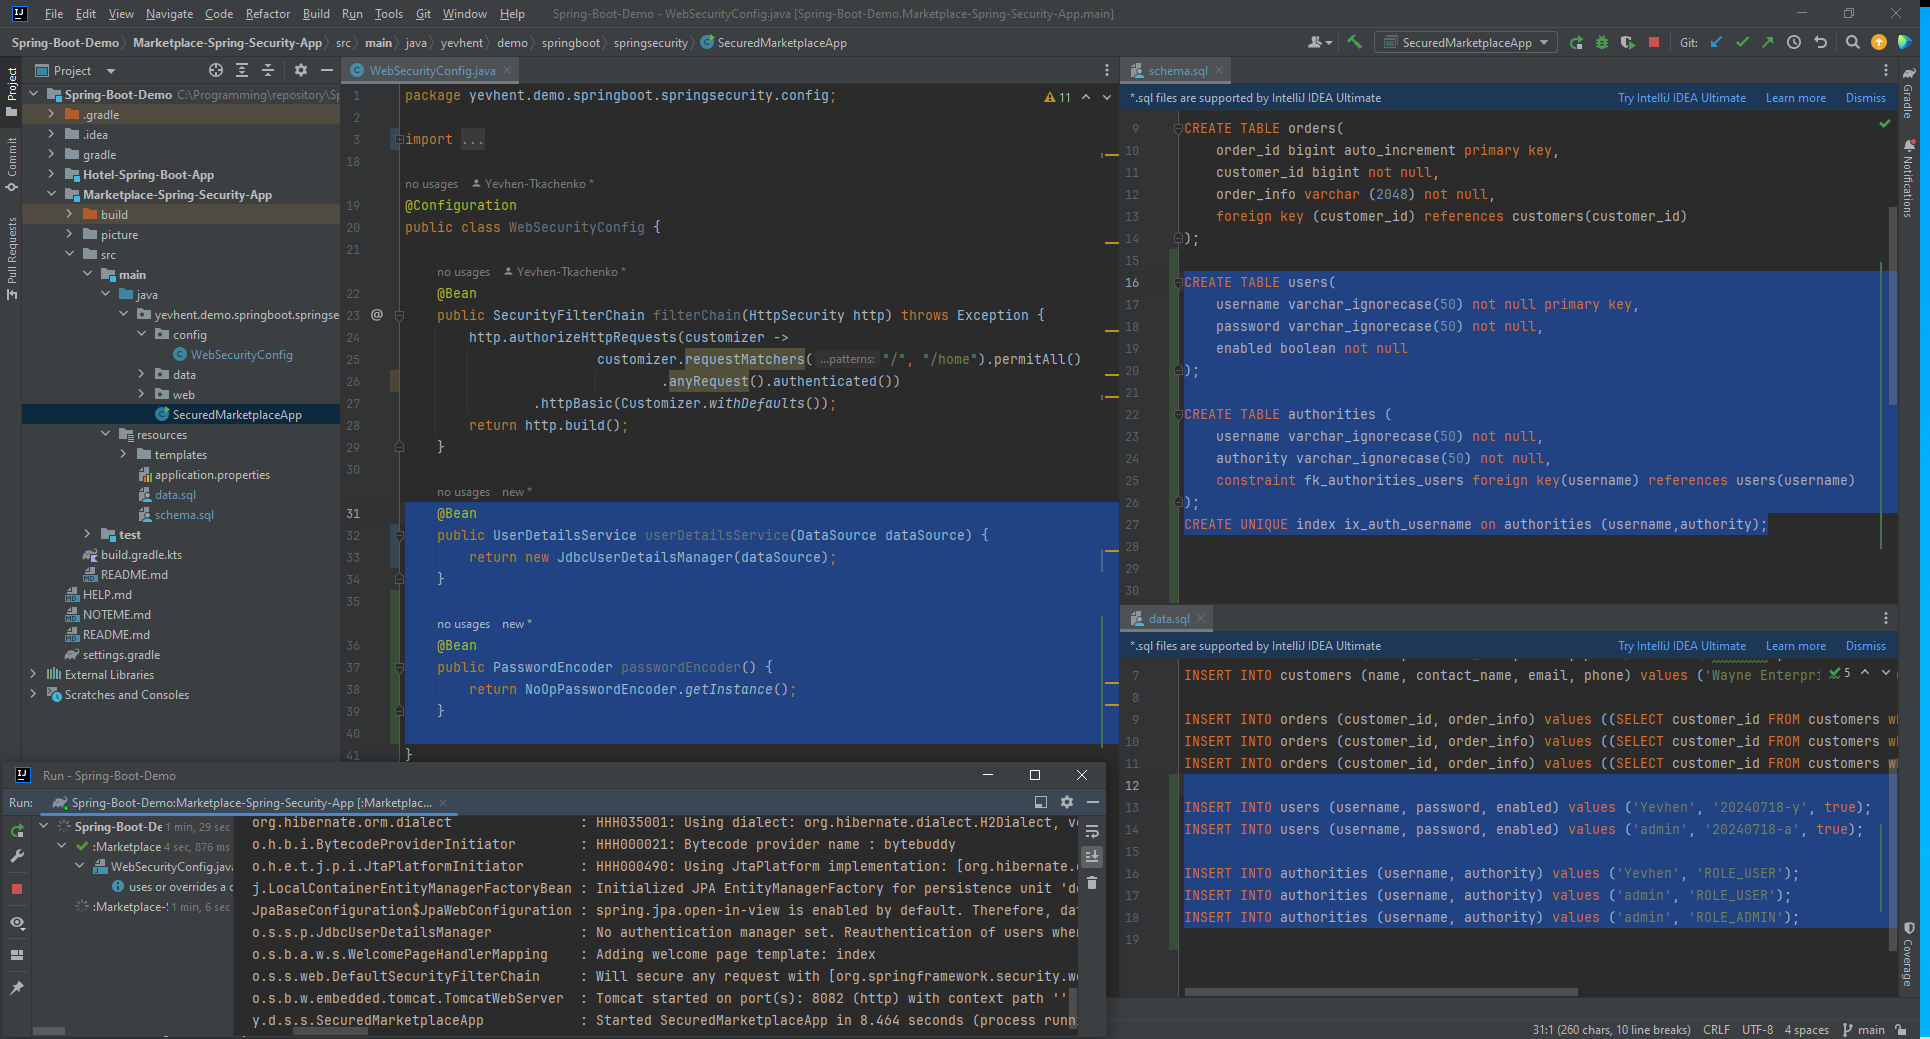 File Edit View Navigate Code Refactor Build Run Tools Git Window Help Spring-Boot-Demo - WebSecurityConfig.java [Spring-Boot-Demo.Marketplace-Spring-Security-App.main]
Spring-Boot-Demo Marketplace-Spring-Security-App src main java yevhent demo springboot springsecurity SecuredMarketplaceApp SecuredMarketplaceApp Git:
Project
Commit
Pull Requests
Project
Spring-Boot-Demo C:\Programming\repository\Sp
.gradle
.idea
gradle
Hotel-Spring-Boot-App
Marketplace-Spring-Security-App
build
picture
src
main
java
yevhent.demo.springboot.springse
config
WebSecurityConfig
data
web
SecuredMarketplaceApp
resources
templates
application.properties
data.sql
schema.sql
test
build.gradle.kts
README.md
HELP.md
NOTEME.md
README.md
settings.gradle
External Libraries
Scratches and Consoles
WebSecurityConfig.java
11
1 package yevhent.demo.springboot.springsecurity.config;
2
3 import ...
18
no usages Yevhen-Tkachenko *
19 @Configuration
20 public class WebSecurityConfig {
21
no usages Yevhen-Tkachenko *
22 @Bean
23 @ public SecurityFilterChain filterChain(HttpSecurity http) throws Exception {
24 http.authorizeHttpRequests(customizer ->
25 customizer.requestMatchers( ...patterns: "/", "/home").permitAll()
26 .anyRequest().authenticated())
27 .httpBasic(Customizer.withDefaults());
28 return http.build();
29 }
30
no usages new *
31 @Bean
32 public UserDetailsService userDetailsService(DataSource dataSource) {
33 return new JdbcUserDetailsManager(dataSource);
34 }
35
no usages new *
36 @Bean
37 public PasswordEncoder passwordEncoder() {
38 return NoOpPasswordEncoder.getInstance();
39 }
40
41 }
schema.sql
*.sql files are supported by IntelliJ IDEA Ultimate Try IntelliJ IDEA Ultimate Learn more Dismiss
9 CREATE TABLE orders(
10 order_id bigint auto_increment primary key,
11 customer_id bigint not null,
12 order_info varchar (2048) not null,
13 foreign key (customer_id) references customers(customer_id)
14 );
15
16 CREATE TABLE users(
17 username varchar_ignorecase(50) not null primary key,
18 password varchar_ignorecase(50) not null,
19 enabled boolean not null
20 );
21
22 CREATE TABLE authorities (
23 username varchar_ignorecase(50) not null,
24 authority varchar_ignorecase(50) not null,
25 constraint fk_authorities_users foreign key(username) references users(username)
26 );
27 CREATE UNIQUE index ix_auth_username on authorities (username,authority);
28
29
30
data.sql
*.sql files are supported by IntelliJ IDEA Ultimate Try IntelliJ IDEA Ultimate Learn more Dismiss
7 INSERT INTO customers (name, contact_name, email, phone) values ('Wayne Enterpri 5
8
9 INSERT INTO orders (customer_id, order_info) values ((SELECT customer_id FROM customers w
10 INSERT INTO orders (customer_id, order_info) values ((SELECT customer_id FROM customers w
11 INSERT INTO orders (customer_id, order_info) values ((SELECT customer_id FROM customers w
12
13 INSERT INTO users (username, password, enabled) values ('Yevhen', '20240718-y', true);
14 INSERT INTO users (username, password, enabled) values ('admin', '20240718-a', true);
15
16 INSERT INTO authorities (username, authority) values ('Yevhen', 'ROLE_USER');
17 INSERT INTO authorities (username, authority) values ('admin', 'ROLE_USER');
18 INSERT INTO authorities (username, authority) values ('admin', 'ROLE_ADMIN');
19
Gradle
Notifications
Coverage
Run - Spring-Boot-Demo
Run: Spring-Boot-Demo:Marketplace-Spring-Security-App [:Marketplac...
Spring-Boot-De 1 min, 29 sec
:Marketplace 4 sec, 876 ms
WebSecurityConfig.java
uses or overrides a d
:Marketplace- 1 min, 6 sec
org.hibernate.orm.dialect : HHH035001: Using dialect: org.hibernate.dialect.H2Dialect, ve
o.h.b.i.BytecodeProviderInitiator : HHH000021: Bytecode provider name : bytebuddy
o.h.e.t.j.p.i.JtaPlatformInitiator : HHH000490: Using JtaPlatform implementation: [org.hibernate.
j.LocalContainerEntityManagerFactoryBean : Initialized JPA EntityManagerFactory for persistence unit 'de
JpaBaseConfiguration$JpaWebConfiguration : spring.jpa.open-in-view is enabled by default. Therefore, dat
o.s.s.p.JdbcUserDetailsManager : No authentication manager set. Reauthentication of users when
o.s.b.a.w.s.WelcomePageHandlerMapping : Adding welcome page template: index
o.s.s.web.DefaultSecurityFilterChain : Will secure any request with [org.springframework.security.we
o.s.b.w.embedded.tomcat.TomcatWebServer : Tomcat started on port(s): 8082 (http) with context path ''
y.d.s.s.SecuredMarketplaceApp : Started SecuredMarketplaceApp in 8.464 seconds (process runn
31:1 (260 chars, 10 line breaks) CRLF UTF-8 4 spaces main